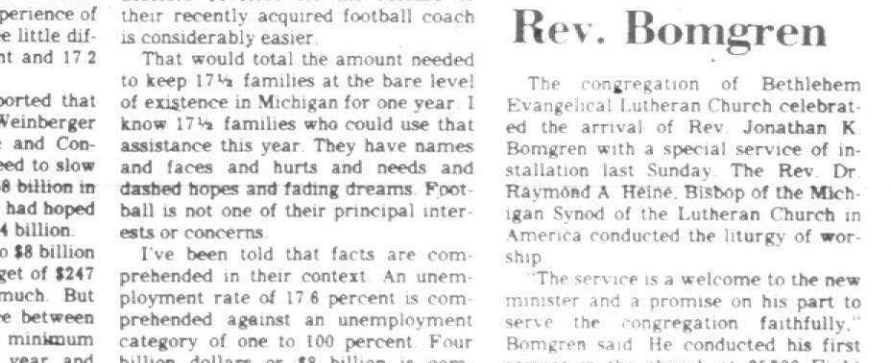 perience of
e little dif-
nt and 17 2
ported that
Weinberger
and Con-
eed to slow
8 billion in
had hoped
4 billion.
o $8 billion
get of $247
much. But
e between
minimum
year and
their recently acquired football coach
is considerably easier.
That would total the amount needed
to keep 17½ families at the bare level
of existence in Michigan for one year. I
know 17½ families who could use that
assistance this year. They have names
and faces and hurts and needs and
dashed hopes and fading dreams. Foot-
ball is not one of their principal inter-
ests or concerns.
I've been told that facts are com-
prehended in their context. An unem-
ployment rate of 17 6 percent is com-
prehended against an unemployment
category of one to 100 percent. Four
billion dollars or $8 billion is com-
Rev. Bomgren
The congregation of Bethlehem
Evangelical Lutheran Church celebrat-
ed the arrival of Rev. Jonathan K.
Bomgren with a special service of in-
stallation last Sunday. The Rev. Dr.
Raymond A. Heine, Bishop of the Mich-
igan Synod of the Lutheran Church in
America conducted the liturgy of wor-
ship.
"The service is a welcome to the new
minister and a promise on his part to
serve the congregation faithfully,"
Bomgren said. He conducted his first